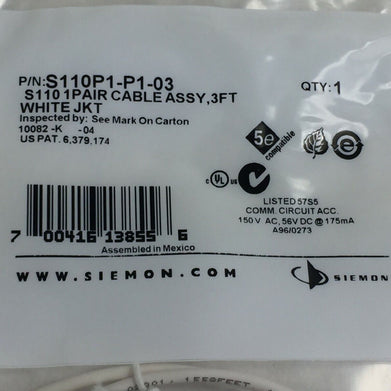 P/N:S110P1-P1-03
S110 1PAIR CABLE ASSY,3FT
WHITE JKT
QTY:1
Inspected by: See Mark On Carton
10082 -K -04
US PAT. 6,379,174
5e
compatible
c UL us
LISTED 57S5
COMM. CIRCUIT ACC.
150 V AC, 56V DC @ 175mA
A96/0273
7 00416 13855 6
Assembled in Mexico
WWW.SIEMON.COM
SIEMON